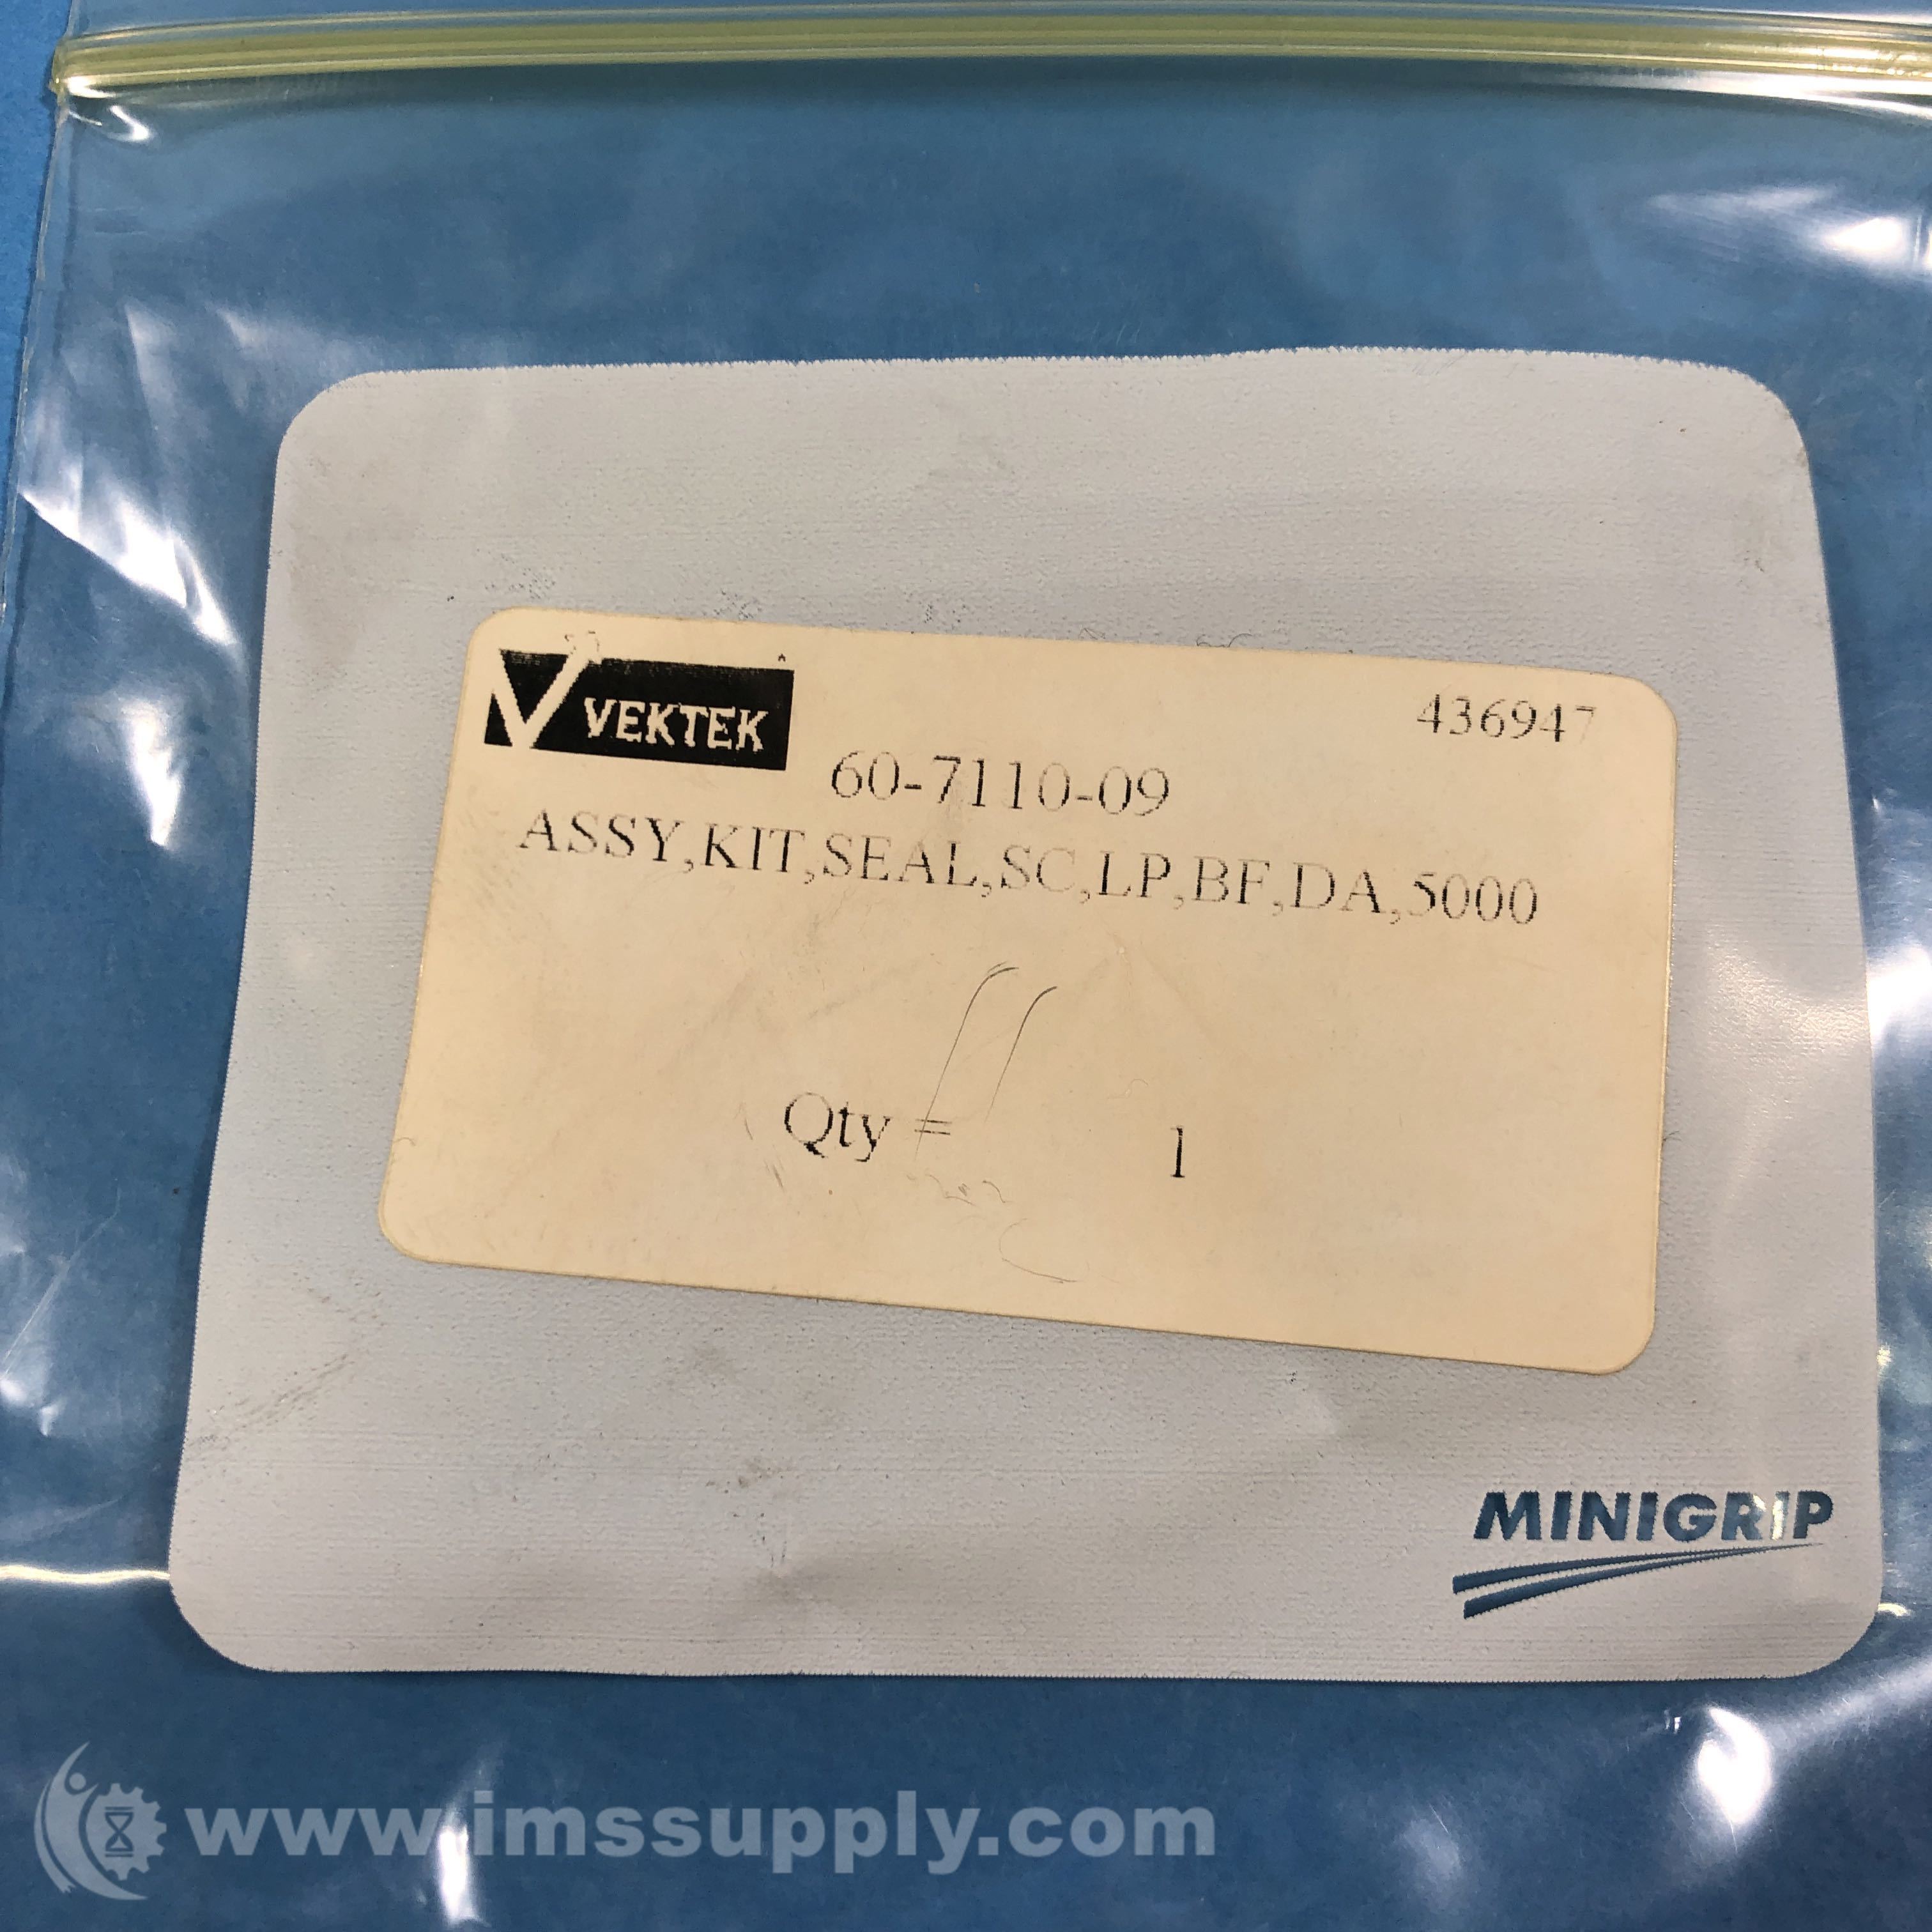 VEKTEK
436947
60-7110-09
ASSY,KIT,SEAL,SC,LP,BF,DA,5000
Qty = 1
MINIGRIP
www.imssupply.com